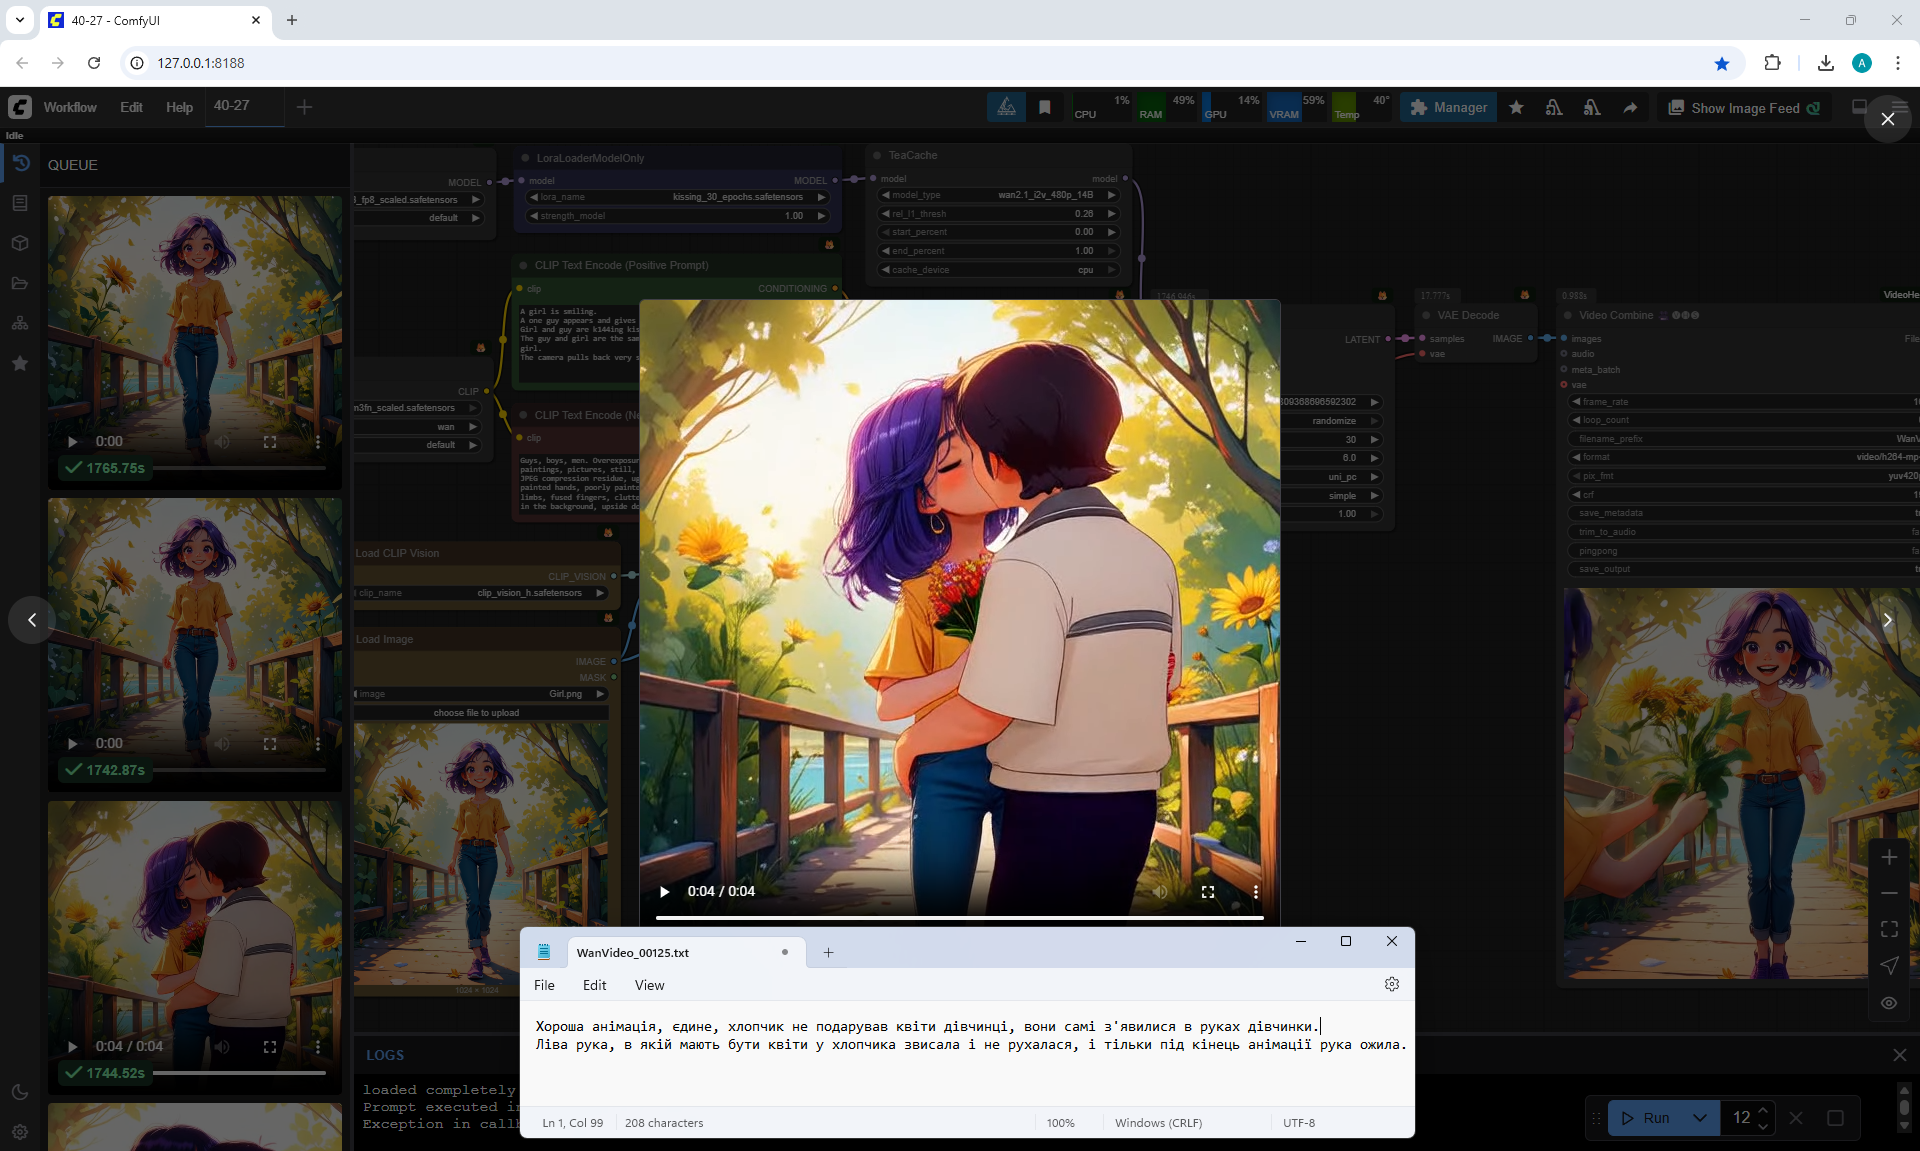 40-27 - ComfyUI
127.0.0.1:8188
Workflow
Edit
Help
40-27
1%
CPU
49%
RAM
14%
GPU
59%
VRAM
40°
Temp
Manager
Show Image Feed
Idle
QUEUE
0:00
1765.75s
0:00
1742.87s
0:04 / 0:04
1744.52s
MODEL
_fp8_scaled.safetensors
default
LoraLoaderModelOnly
model
MODEL
lora_name
kissing_30_epochs.safetensors
strength_model
1.00
TeaCache
model
model
model_type
wan2.1_i2v_480p_14B
rel_l1_thresh
0.26
start_percent
0.00
end_percent
1.00
cache_device
cpu
CLIP Text Encode (Positive Prompt)
clip
CONDITIONING
A girl is smiling.
A one guy appears and gives
Girl and guy are k144ing
The guy and girl are the
girl.
The camera pulls back very
CLIP
scaled.safetensors
wan
default
CLIP Text Encode
clip
Guys, boys, men.
paintings, pictures, still,
JPEG compression residue,
painted hands, poorly
limbs, fused fingers,
in the background, upside
Load CLIP Vision
CLIP_VISION
clip_name
clip_vision_h.safetensors
Load Image
IMAGE
MASK
image
Girl.png
choose file to upload
1024 × 1024
LATENT
randomize
30
6.0
uni_pc
simple
1.00
17.777s
VAE Decode
samples
IMAGE
vae
0.988s
Video Combine
images
audio
meta_batch
vae
frame_rate
loop_count
filename_prefix
format
video/h264-mp
pix_fmt
yuv420
crf
save_metadata
trim_to_audio
pingpong
save_output
0:04 / 0:04
WanVideo_00125.txt
File
Edit
View
Хороша анімація, єдине, хлопчик не подарував квіти дівчинці, вони самі з'явилися в руках дівчинки.
Ліва рука, в якій мають бути квіти у хлопчика звисала і не рухалася, і тільки під кінець анімації рука ожила.
Ln 1, Col 99
208 characters
100%
Windows (CRLF)
UTF-8
LOGS
loaded completely
Prompt executed
Exception in
Run
12